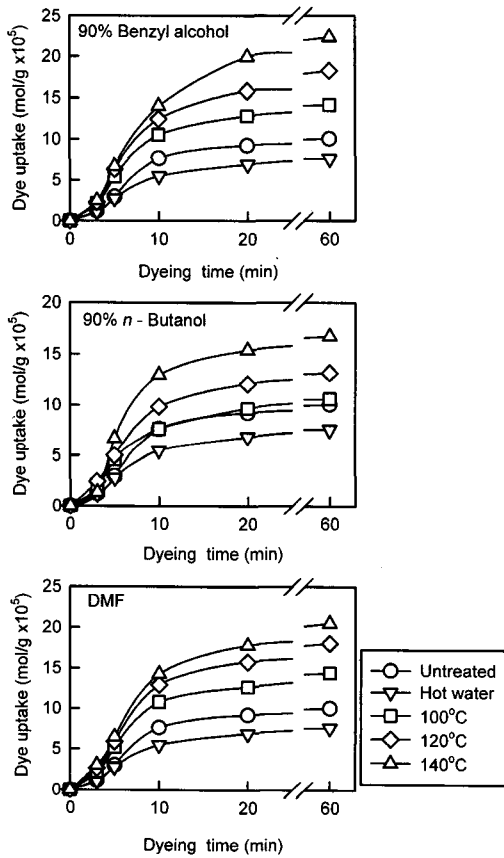 90% Benzyl alcohol
Dye uptake (mol/g x10⁵)
25
20
15
10
5
0
0 10 20 60
Dyeing time (min)
90% n - Butanol
Dye uptake (mol/g x10⁵)
20
15
10
5
0
0 10 20 60
Dyeing time (min)
DMF
Dye uptake (mol/g x10⁵)
25
20
15
10
5
0
0 10 20 60
Dyeing time (min)
Untreated
Hot water
100°C
120°C
140°C